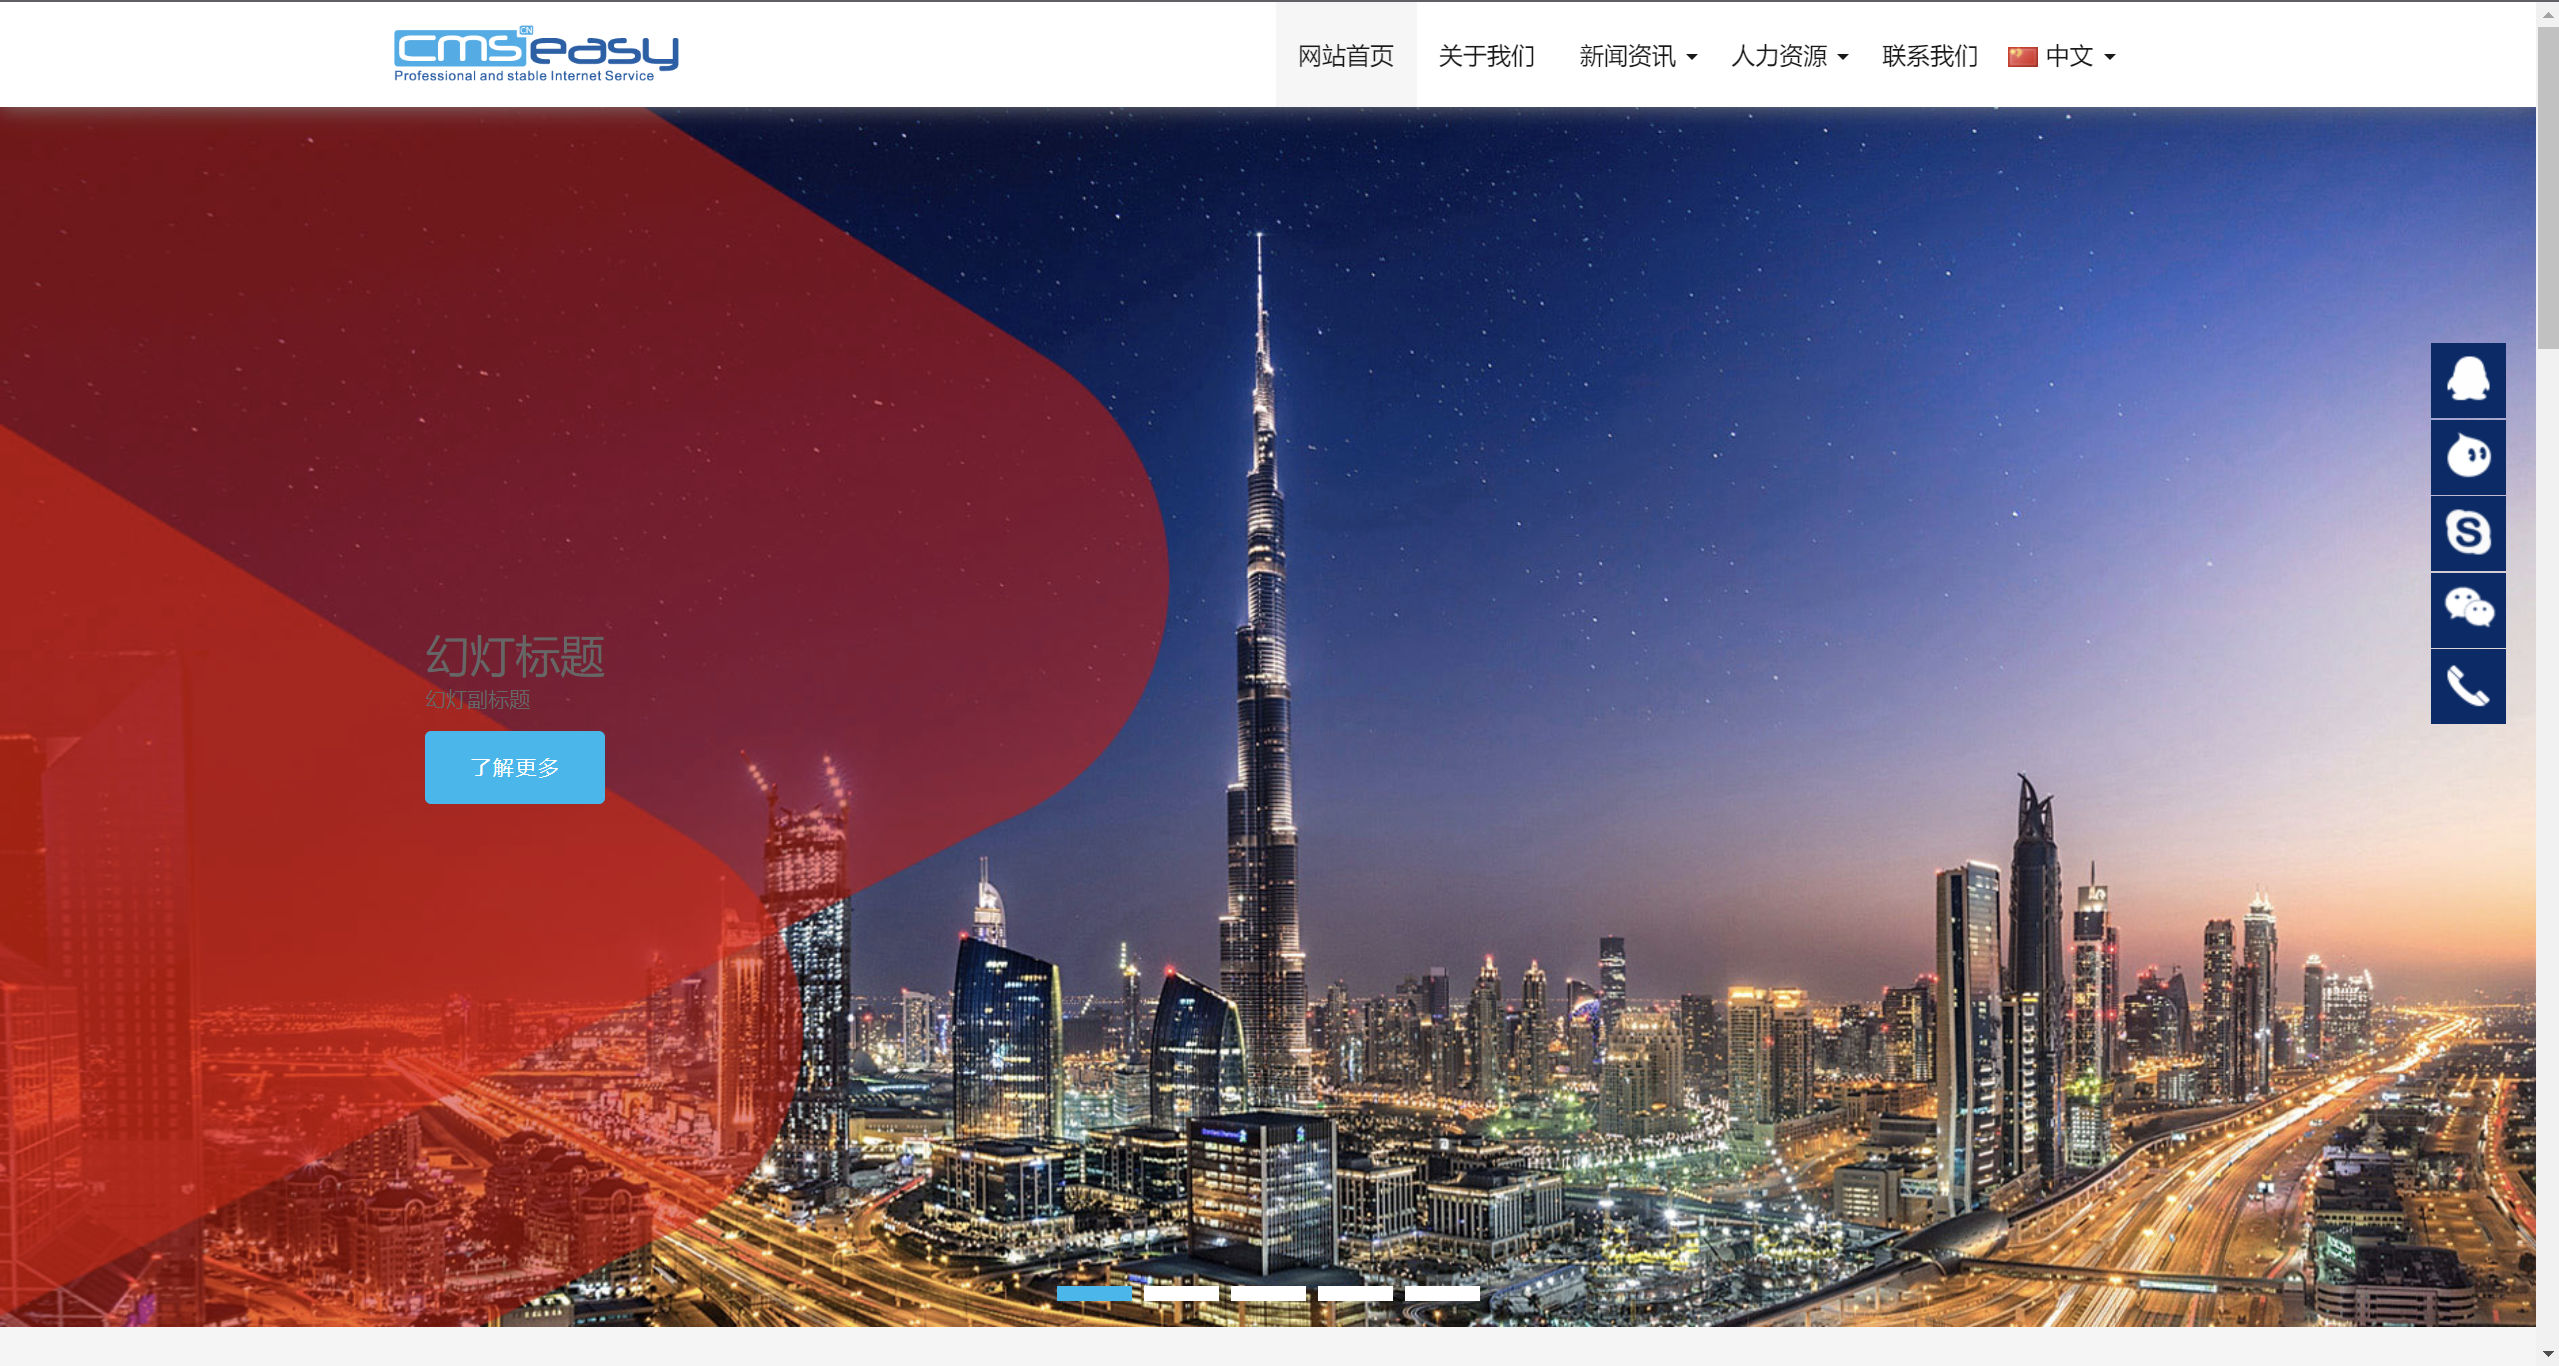 cmseasy
CN
Professional and stable Internet Service
网站首页
关于我们
新闻资讯
人力资源
联系我们
中文
幻灯标题
幻灯副标题
了解更多